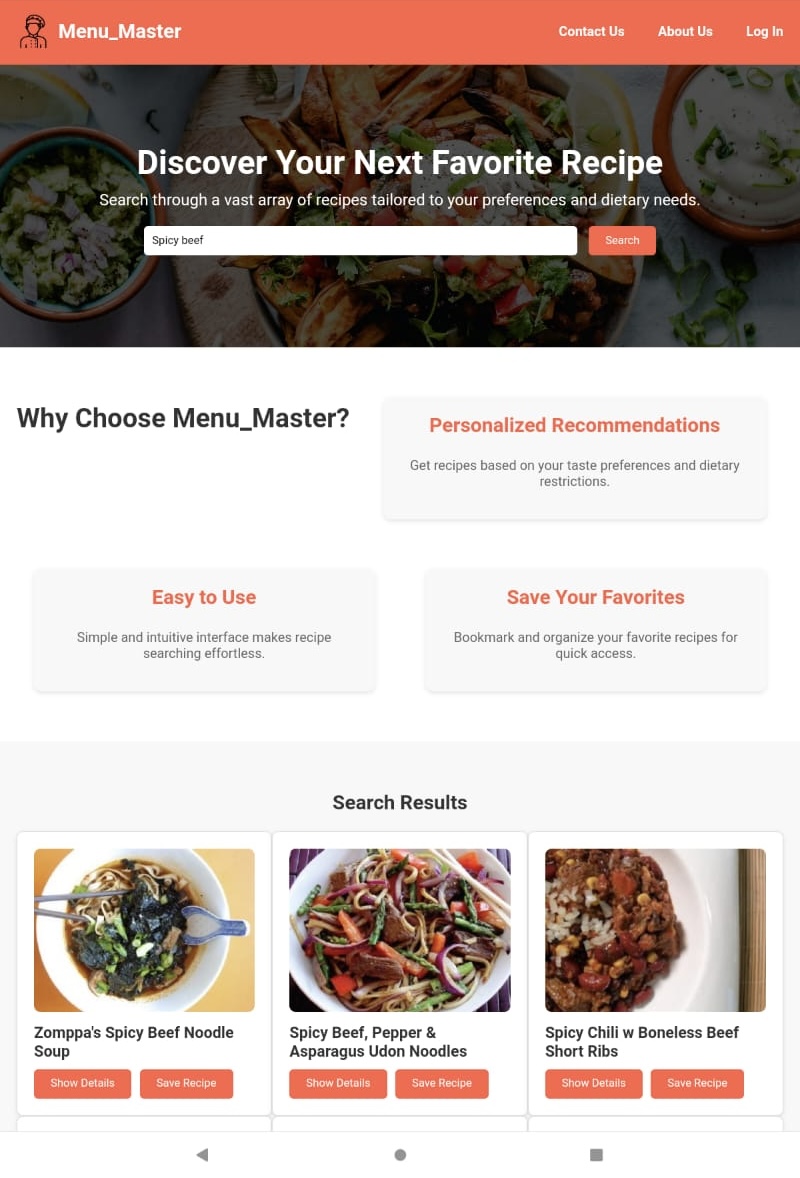 Menu_Master
Contact Us
About Us
Log In
Discover Your Next Favorite Recipe
Search through a vast array of recipes tailored to your preferences and dietary needs.
Spicy beef
Search
Why Choose Menu_Master?
Personalized Recommendations
Get recipes based on your taste preferences and dietary
restrictions.
Easy to Use
Simple and intuitive interface makes recipe
searching effortless.
Save Your Favorites
Bookmark and organize your favorite recipes for
quick access.
Search Results
Zomppa's Spicy Beef Noodle
Soup
Show Details
Save Recipe
Spicy Beef, Pepper &
Asparagus Udon Noodles
Show Details
Save Recipe
Spicy Chili w Boneless Beef
Short Ribs
Show Details
Save Recipe